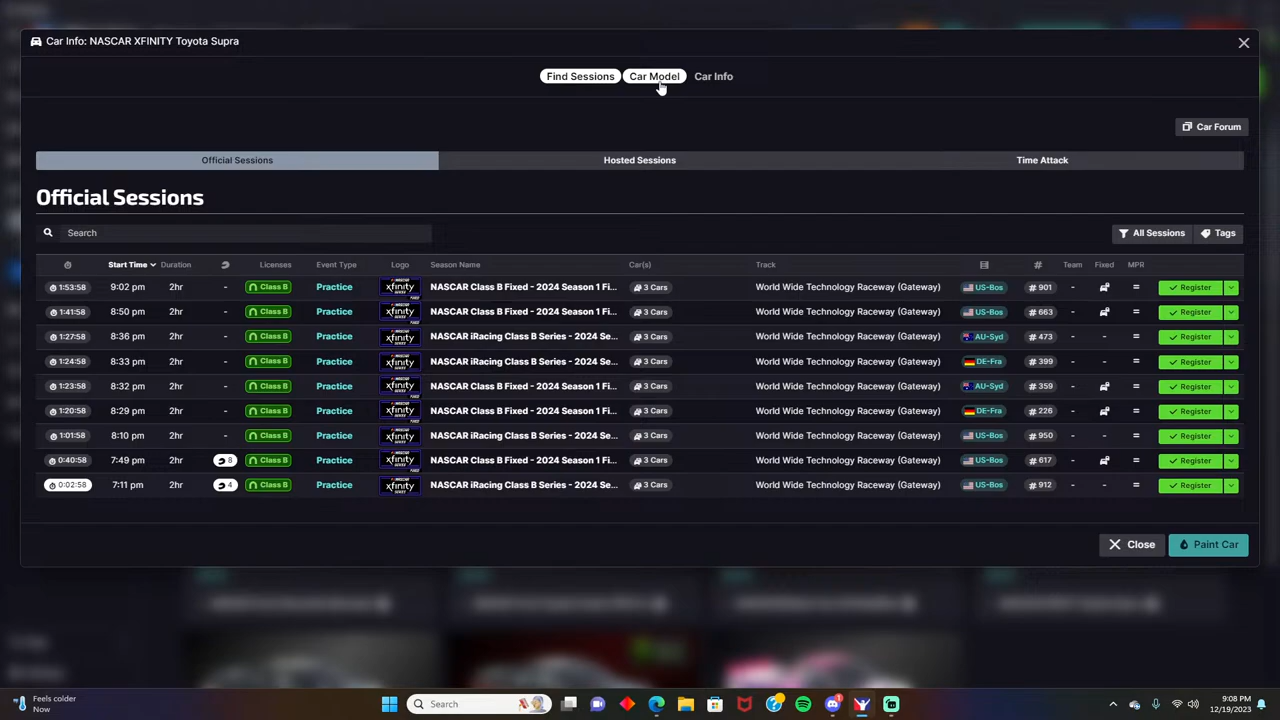 Car Info: NASCAR XFINITY Toyota Supra
Find Sessions Car Model Car Info
Car Forum
Official Sessions Hosted Sessions Time Attack
Official Sessions
Search All Sessions Tags
Start Time Duration Licenses Event Type Logo Season Name Car(s) Track # Team Fixed MPR
1:53:58 9:02 pm 2hr - Class B Practice xfinity NASCAR Class B Fixed - 2024 Season 1 Fi... 3 Cars World Wide Technology Raceway (Gateway) US-Bos #901 - = Register
1:41:58 8:50 pm 2hr - Class B Practice xfinity NASCAR Class B Fixed - 2024 Season 1 Fi... 3 Cars World Wide Technology Raceway (Gateway) US-Bos #663 - = Register
1:27:58 8:36 pm 2hr - Class B Practice xfinity NASCAR iRacing Class B Series - 2024 Se... 3 Cars World Wide Technology Raceway (Gateway) AU-Syd #473 - - = Register
1:24:58 8:33 pm 2hr - Class B Practice xfinity NASCAR iRacing Class B Series - 2024 Se... 3 Cars World Wide Technology Raceway (Gateway) DE-Fra #399 - - = Register
1:23:58 8:32 pm 2hr - Class B Practice xfinity NASCAR Class B Fixed - 2024 Season 1 Fi... 3 Cars World Wide Technology Raceway (Gateway) AU-Syd #359 - = Register
1:20:58 8:29 pm 2hr - Class B Practice xfinity NASCAR Class B Fixed - 2024 Season 1 Fi... 3 Cars World Wide Technology Raceway (Gateway) DE-Fra #226 - = Register
1:01:58 8:10 pm 2hr - Class B Practice xfinity NASCAR iRacing Class B Series - 2024 Se... 3 Cars World Wide Technology Raceway (Gateway) US-Bos #950 - - = Register
0:40:58 7:49 pm 2hr 8 Class B Practice xfinity NASCAR Class B Fixed - 2024 Season 1 Fi... 3 Cars World Wide Technology Raceway (Gateway) US-Bos #617 - = Register
0:02:58 7:11 pm 2hr 4 Class B Practice xfinity NASCAR iRacing Class B Series - 2024 Se... 3 Cars World Wide Technology Raceway (Gateway) US-Bos #912 - - = Register
Close Paint Car
Feels colder
Now
Search
9:08 PM
12/19/2023